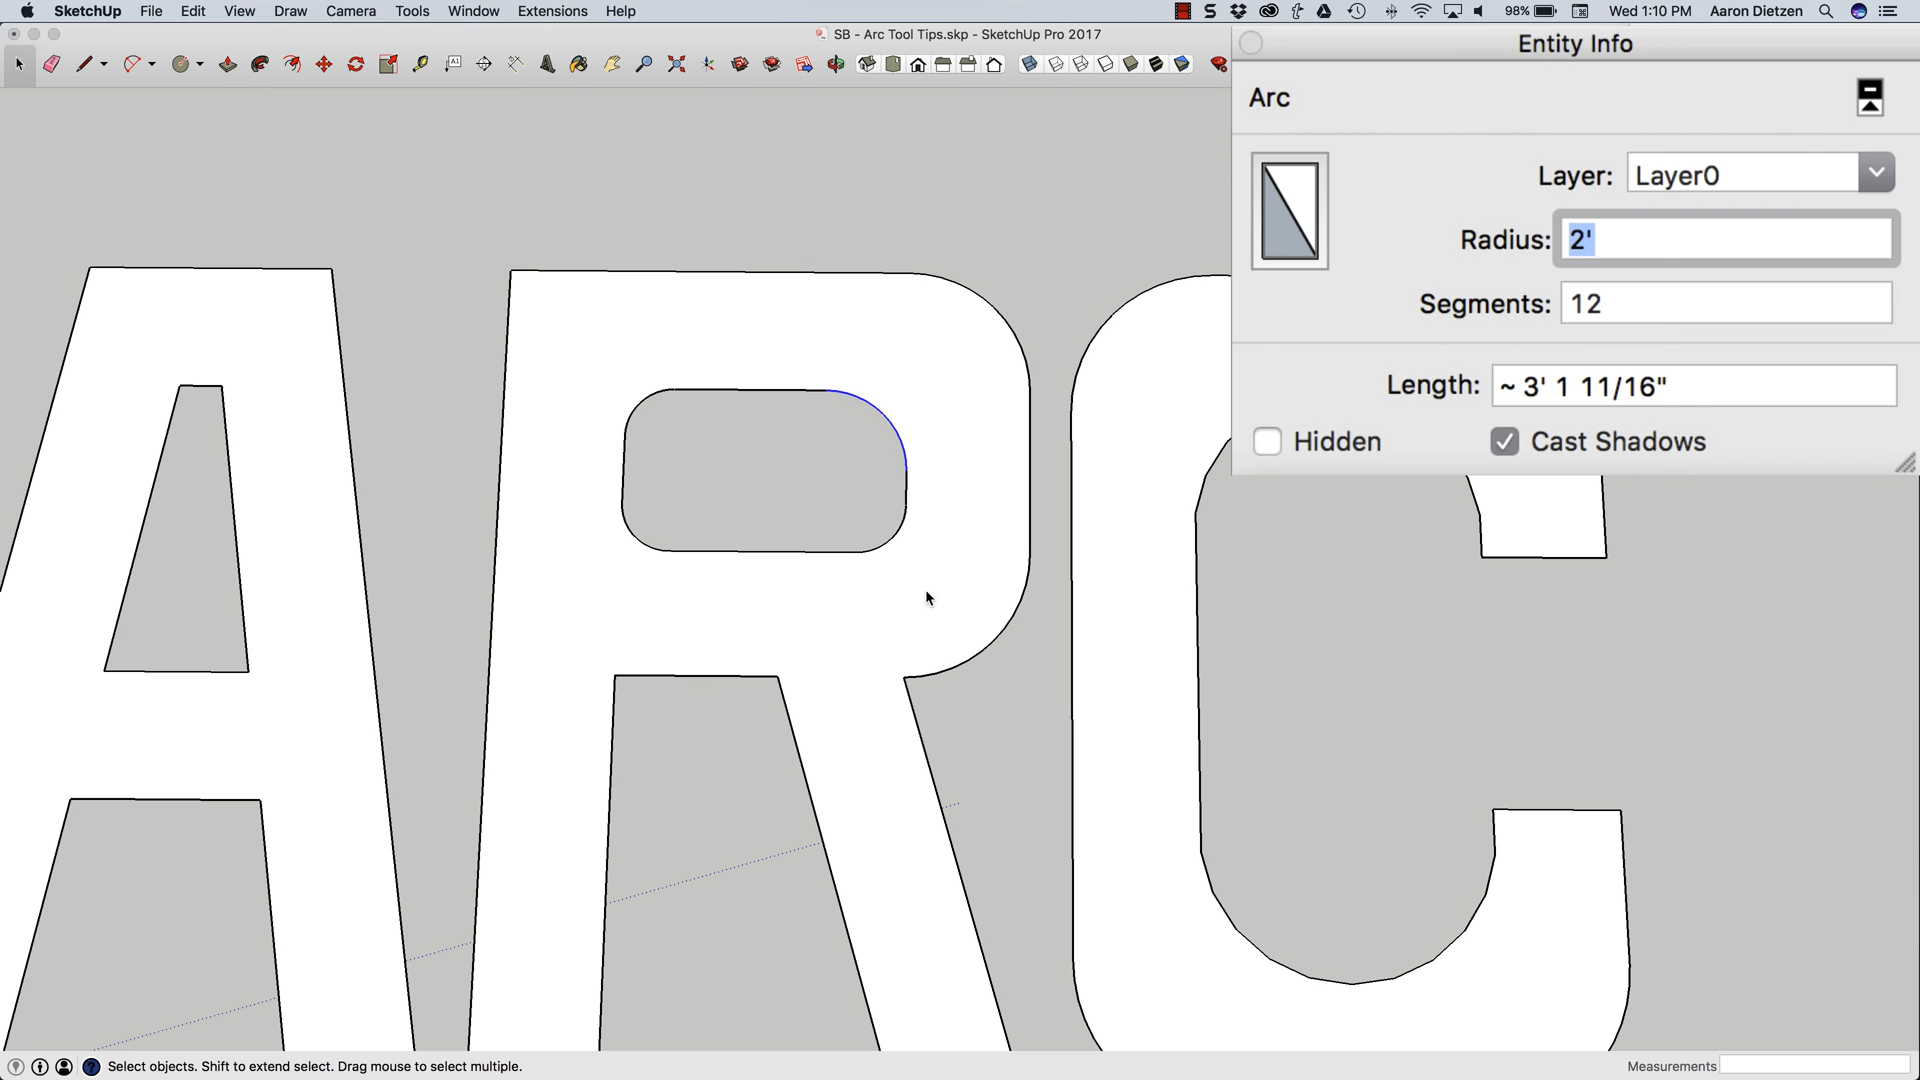 SketchUp File Edit View Draw Camera Tools Window Extensions Help 98% Wed 1:10 PM Aaron Dietzen
SB - Arc Tool Tips.skp - SketchUp Pro 2017
Entity Info
Arc
Layer: Layer0
Radius: 2'
Segments: 12
Length: ~ 3' 1 11/16"
Hidden Cast Shadows
ARC
Select objects. Shift to extend select. Drag mouse to select multiple. Measurements